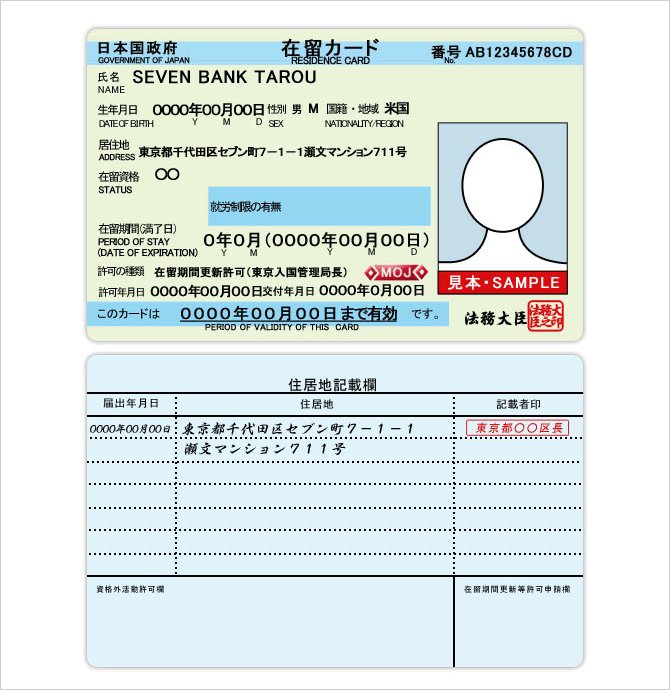 日本国政府 在留カード 番号 AB12345678CD
GOVERNMENT OF JAPAN RESIDENCE CARD No.
氏名 SEVEN BANK TAROU
NAME
生年月日 0000年00月00日 性別 男 M 国籍・地域 米国
DATE OF BIRTH Y M D SEX NATIONALITY/REGION
居住地 東京都千代田区セブン町7-1-1瀬文マンション711号
ADDRESS
在留資格 〇〇
STATUS
就労制限の有無
在留期間(満了日)
PERIOD OF STAY 0年0月(0000年00月00日)
(DATE OF EXPIRATION) Y M Y M D
許可の種類 在留期間更新許可(東京入国管理局長) MOJ
見本・SAMPLE
許可年月日 0000年00月00日 交付年月日 0000年0月00日
このカードは 0000年00月00日まで有効 です。
PERIOD OF VALIDITY OF THIS CARD
法務大臣 法務大臣之印
住居地記載欄
届出年月日 住居地 記載者印
0000年00月00日 東京都千代田区セブン町7-1-1 東京都〇〇区長
瀬文マンション711号
資格外活動許可欄 在留期間更新等許可申請欄